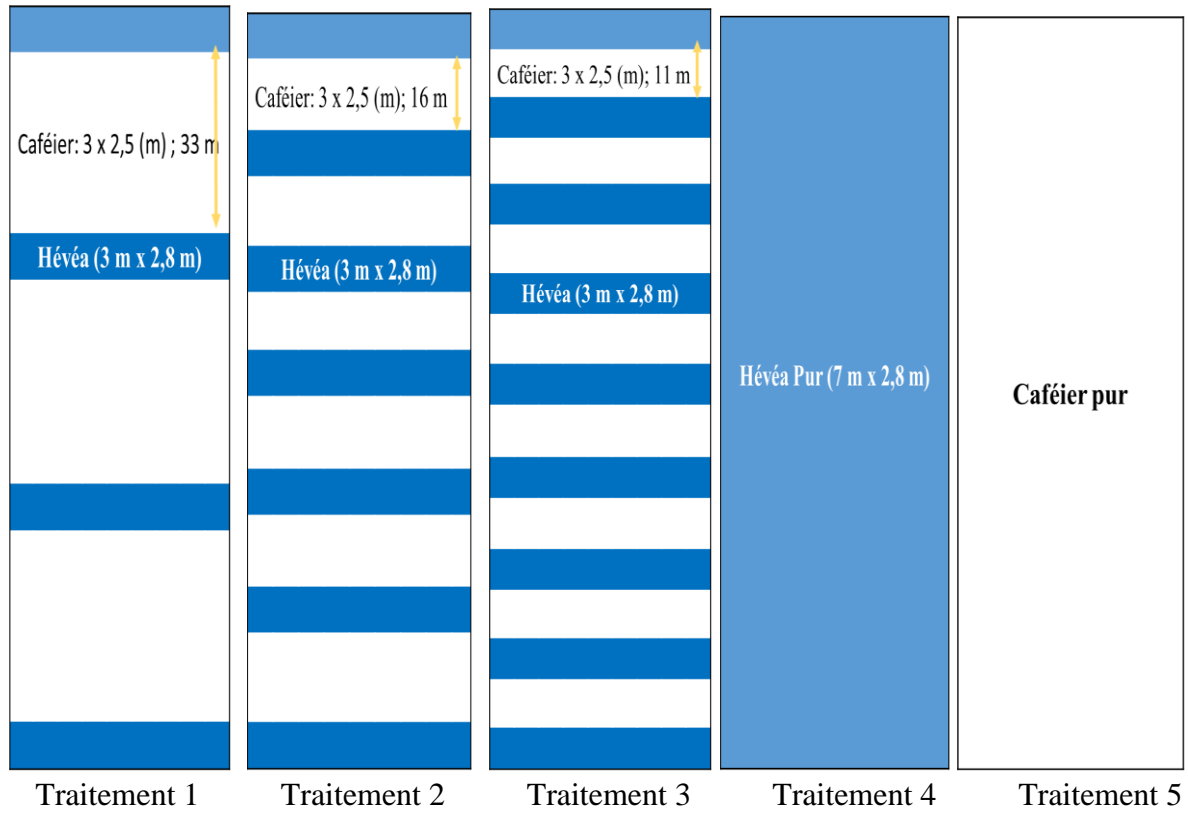 Caféier: 3 x 2,5 (m) ; 33 m
Hévéa (3 m x 2,8 m)
Caféier: 3 x 2,5 (m); 16 m
Hévéa (3 m x 2,8 m)
Caféier: 3 x 2,5 (m); 11 m
Hévéa (3 m x 2,8 m)
Hévéa Pur (7 m x 2,8 m)
Caféier pur
Traitement 1
Traitement 2
Traitement 3
Traitement 4
Traitement 5